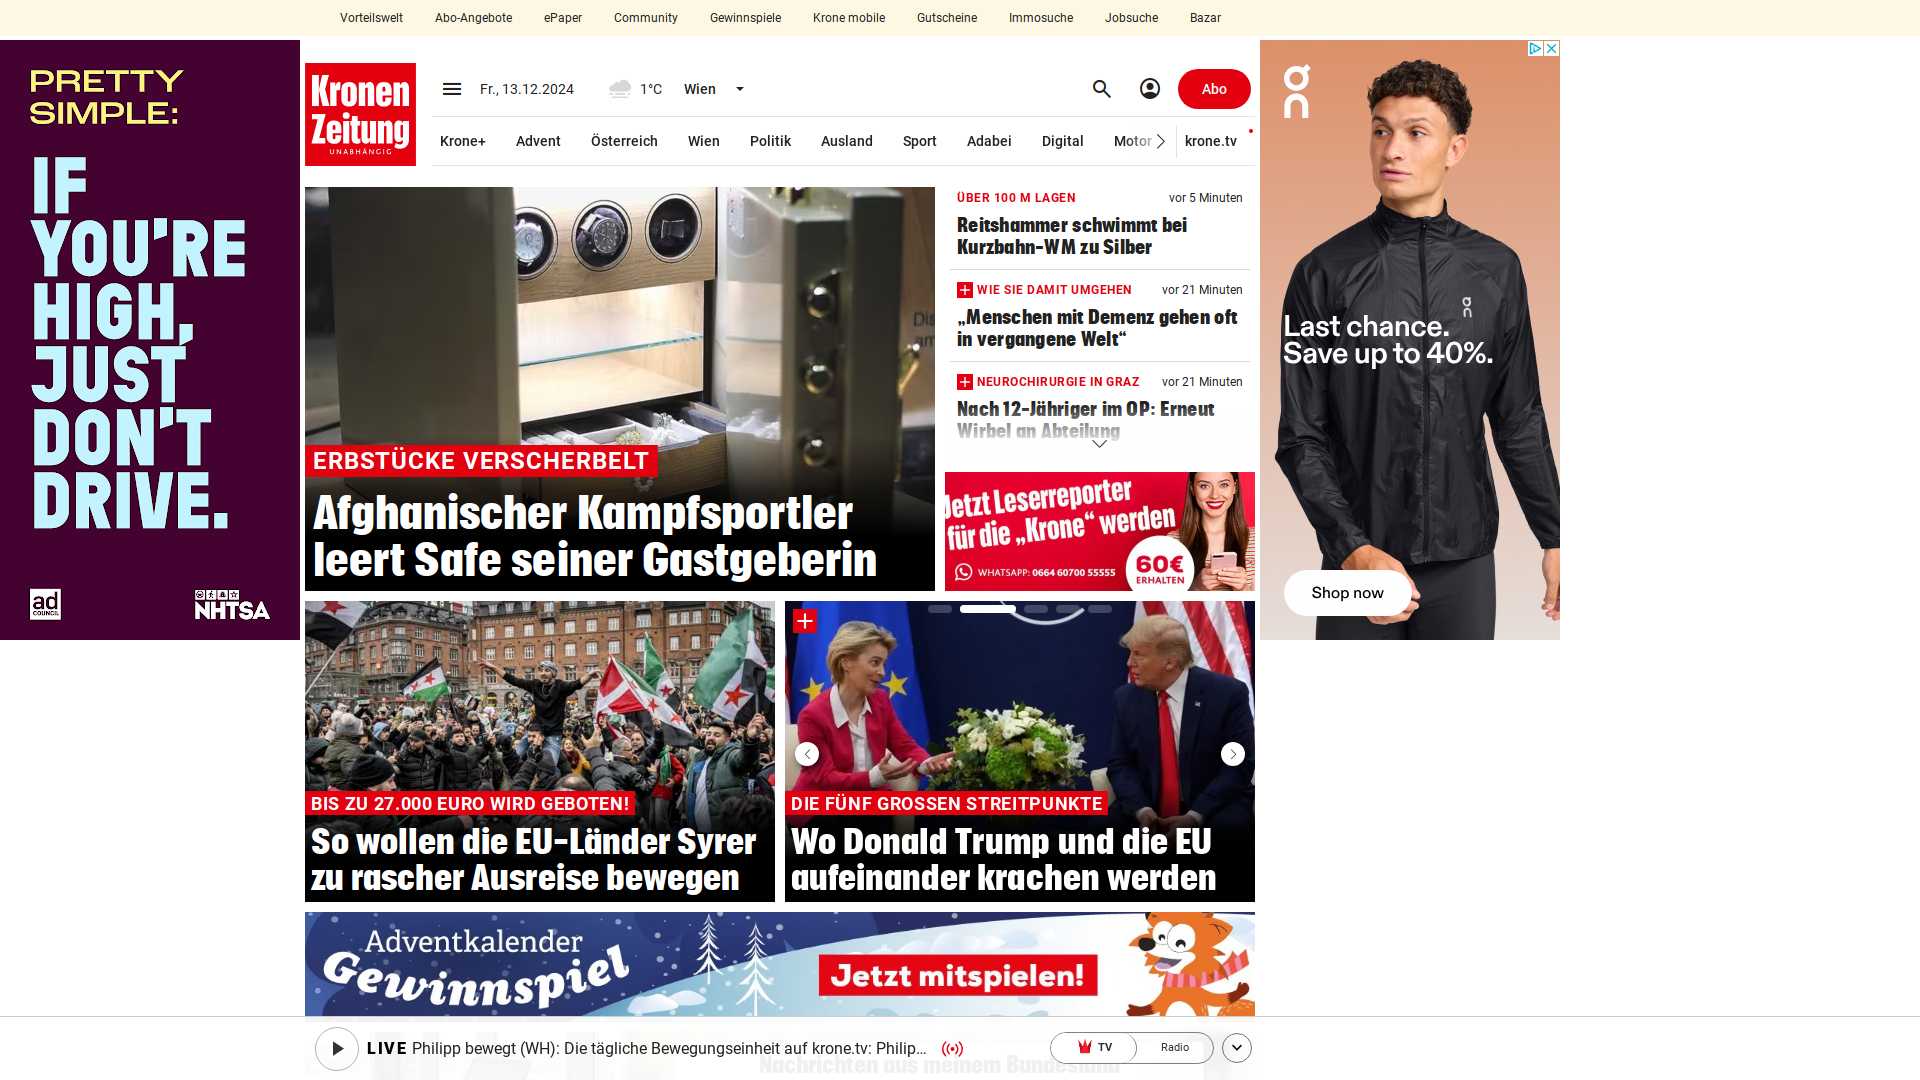 Vorteilswelt
Abo-Angebote
ePaper
Community
Gewinnspiele
Krone mobile
Gutscheine
Immosuche
Jobsuche
Bazar
PRETTY
SIMPLE:
IF
YOU'RE
HIGH,
JUST
DON'T
DRIVE.
ad
COUNCIL
NHTSA
Kronen
Zeitung
UNABHÄNGIG
Fr., 13.12.2024
1°C
Wien
Abo
Krone+
Advent
Österreich
Wien
Politik
Ausland
Sport
Adabei
Digital
Motor
krone.tv
ERBSTÜCKE VERSCHERBELT
Afghanischer Kampfsportler
leert Safe seiner Gastgeberin
ÜBER 100 M LAGEN
vor 5 Minuten
Reitshammer schwimmt bei
Kurzbahn-WM zu Silber
WIE SIE DAMIT UMGEHEN
vor 21 Minuten
„Menschen mit Demenz gehen oft
in vergangene Welt“
NEUROCHIRURGIE IN GRAZ
vor 21 Minuten
Nach 12-Jähriger im OP: Erneut
Wirbel an Abteilung
Jetzt Leserreporter
für die „Krone“ werden
WHATSAPP: 0664 60700 55555
60€
ERHALTEN
BIS ZU 27.000 EURO WIRD GEBOTEN!
So wollen die EU-Länder Syrer
zu rascher Ausreise bewegen
DIE FÜNF GROSSEN STREITPUNKTE
Wo Donald Trump und die EU
aufeinander krachen werden
on
Last chance.
Save up to 40%.
Shop now
Adventkalender
Gewinnspiel
Jetzt mitspielen!
LIVE Philipp bewegt (WH): Die tägliche Bewegungseinheit auf krone.tv: Philip...
TV
Radio
Nachrichten aus meinem Bundesland